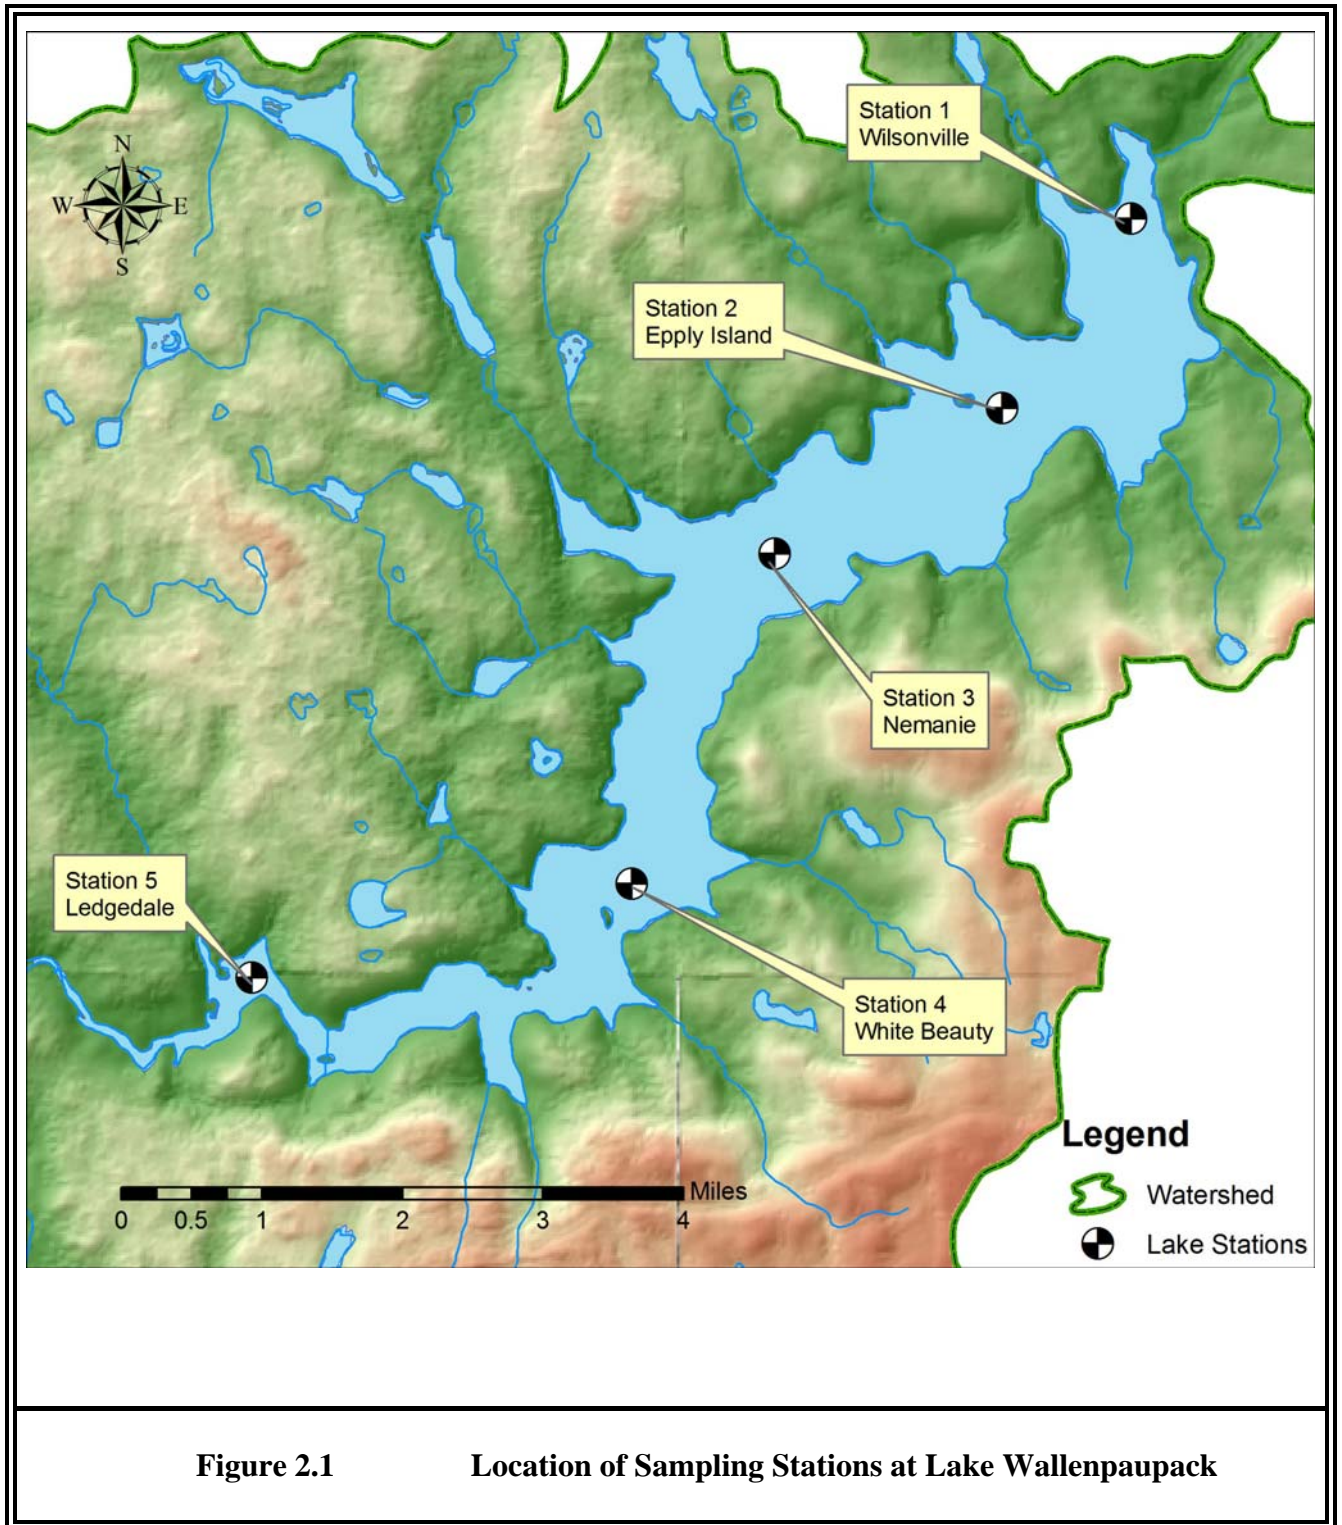 Station 1
Wilsonville
N
W E
S
Station 2
Epply Island
Station 3
Nemanie
Station 5
Ledgedale
Station 4
White Beauty
Legend
Watershed
Lake Stations
Miles
0 0.5 1 2 3 4
Figure 2.1 Location of Sampling Stations at Lake Wallenpaupack